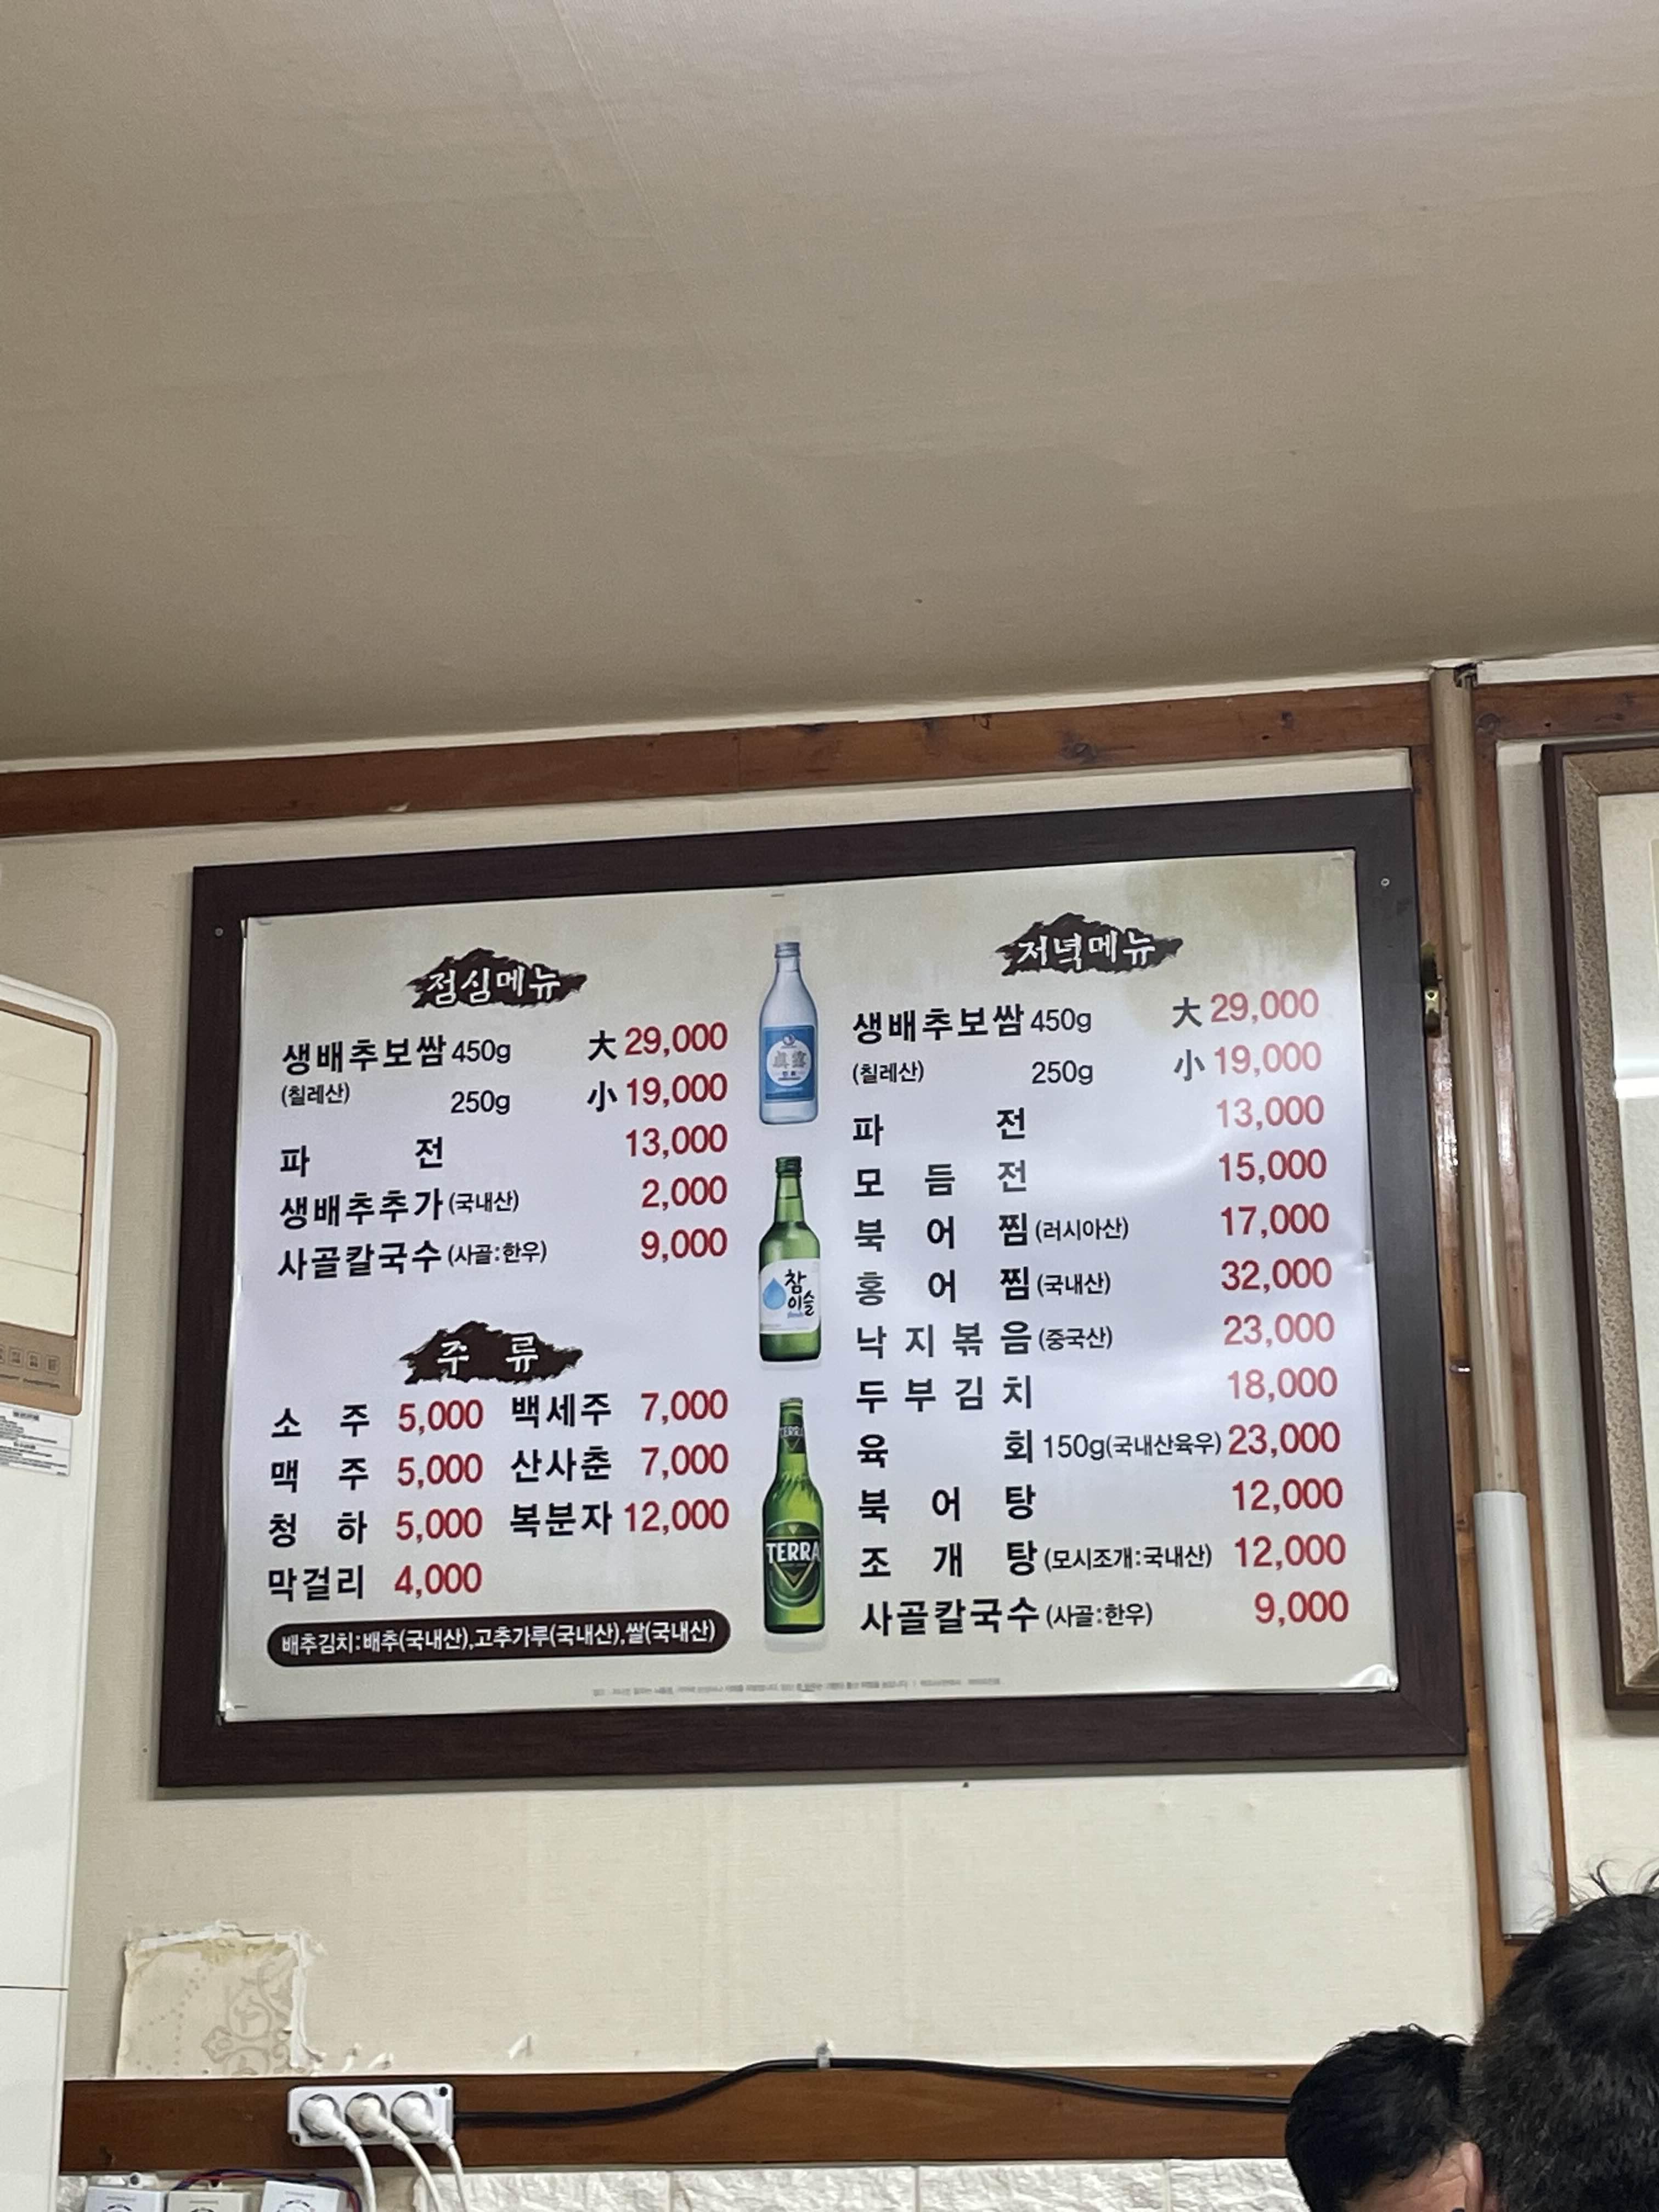 점심메뉴
생배추보쌈 450g 大 29,000
(칠레산) 250g 小 19,000
파 전 13,000
생배추추가 (국내산) 2,000
사골칼국수 (사골:한우) 9,000
주 류
소 주 5,000 백세주 7,000
맥 주 5,000 산사춘 7,000
청 하 5,000 복분자 12,000
막걸리 4,000
배추김치:배추(국내산),고추가루(국내산),쌀(국내산)
眞露
참
이슬
fresh
TERRA
TERRA
저녁메뉴
생배추보쌈 450g 大 29,000
(칠레산) 250g 小 19,000
파 전 13,000
모 듬 전 15,000
북 어 찜 (러시아산) 17,000
홍 어 찜 (국내산) 32,000
낙 지 볶 음 (중국산) 23,000
두 부 김 치 18,000
육 회 150g(국내산육우) 23,000
북 어 탕 12,000
조 개 탕 (모시조개:국내산) 12,000
사골칼국수 (사골:한우) 9,000